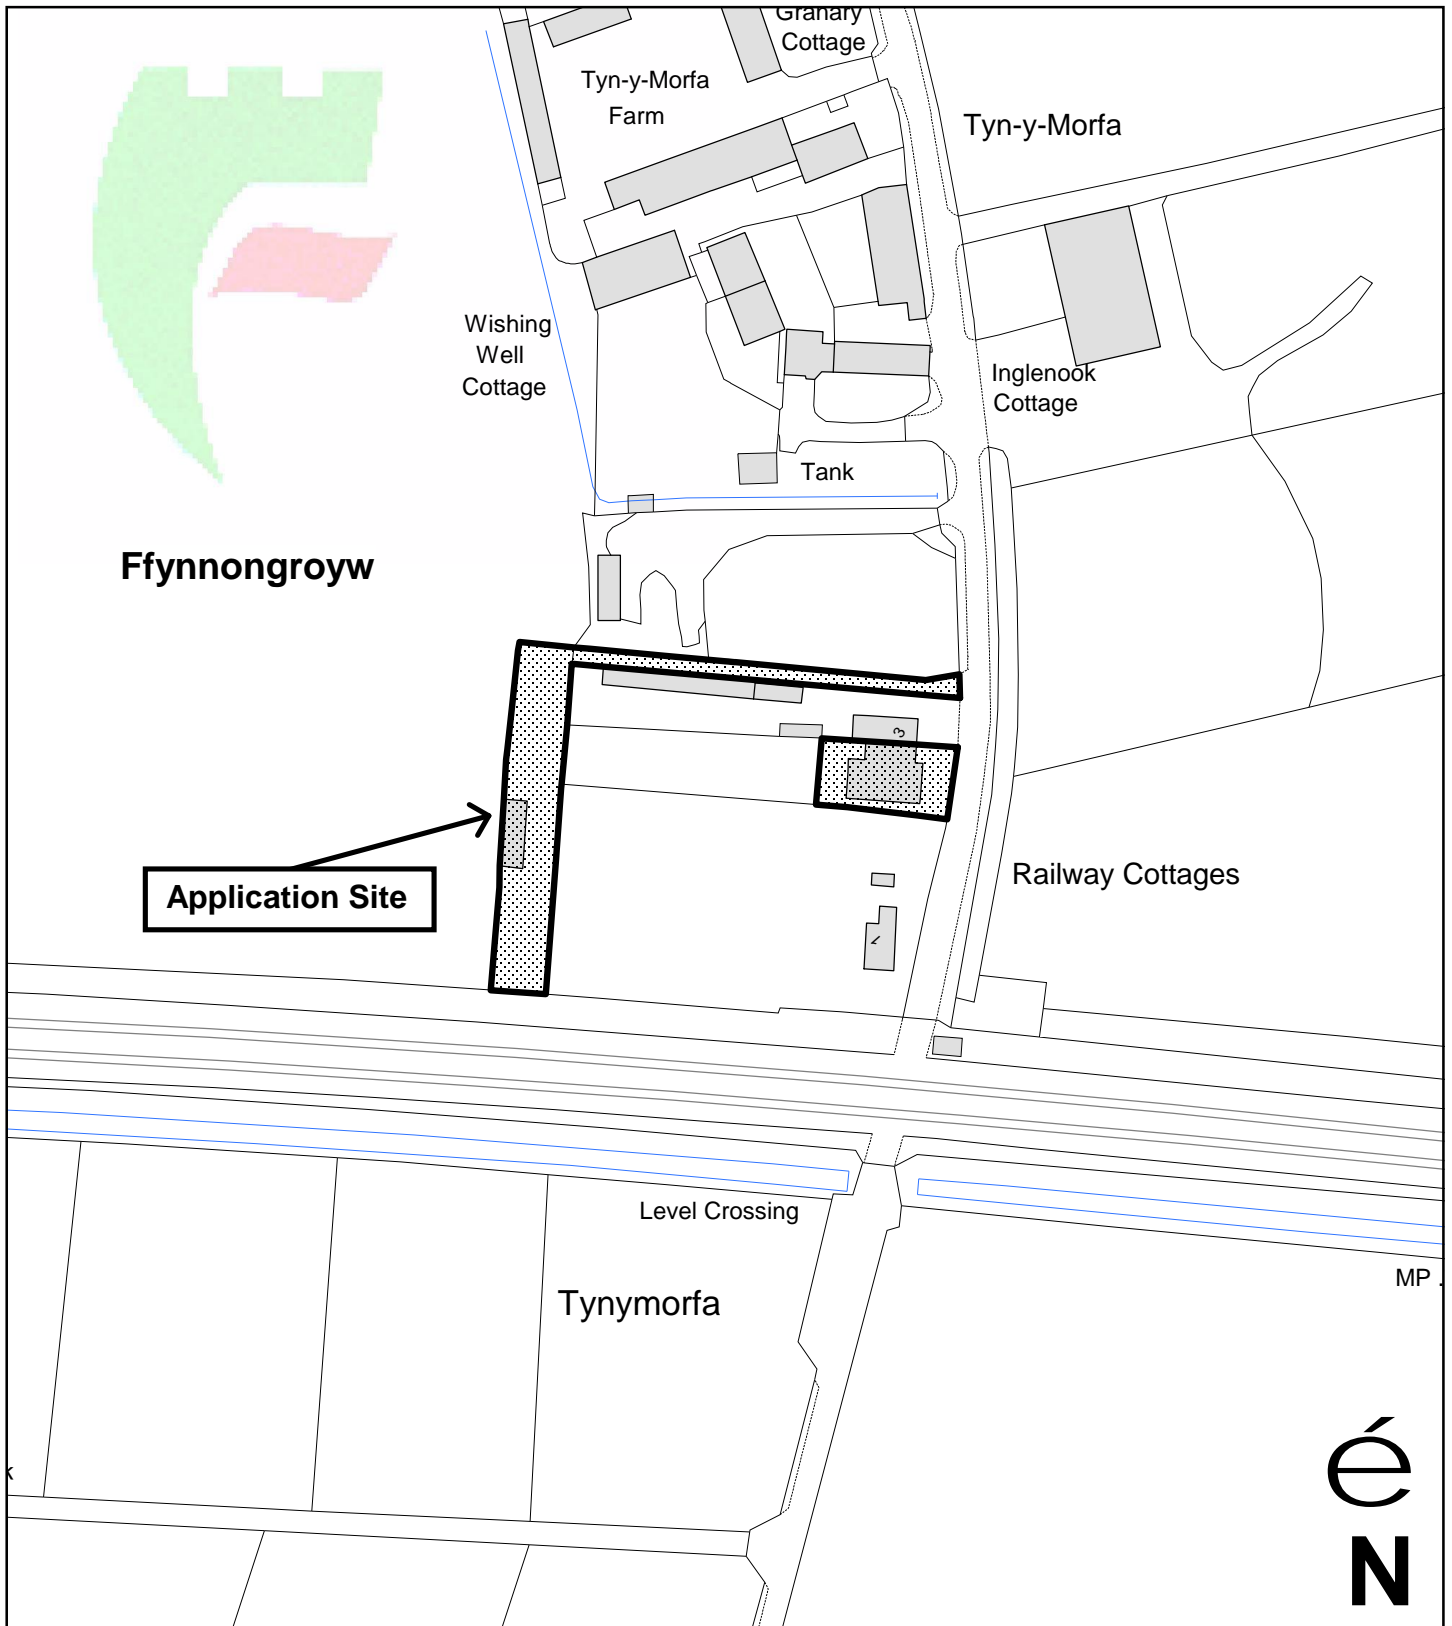 Granary
Cottage
Tyn-y-Morfa
Farm
Tyn-y-Morfa
Wishing
Well
Cottage
Inglenook
Cottage
Tank
Ffynnongroyw
3
Application Site
Railway Cottages
1
Level Crossing
MP .
Tynymorfa
k
é
N